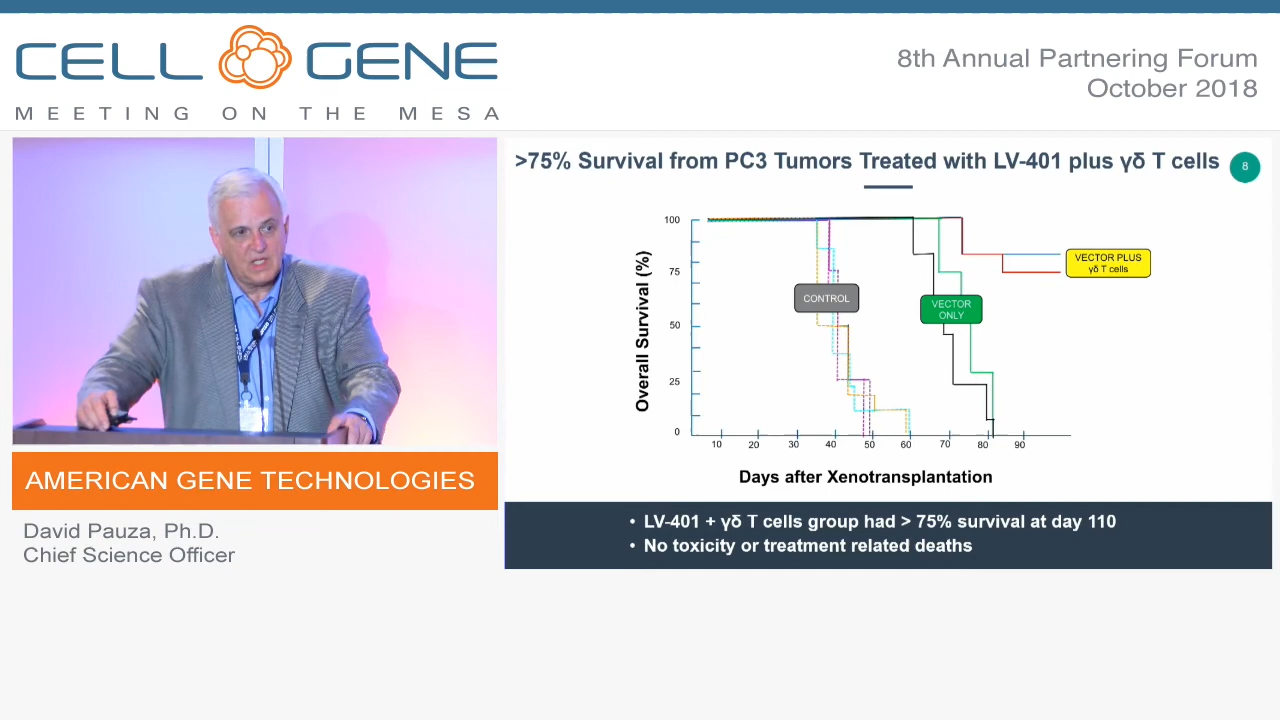 CELL GENE
MEETING ON THE MESA
8th Annual Partnering Forum
October 2018
AMERICAN GENE TECHNOLOGIES
David Pauza, Ph.D.
Chief Science Officer
>75% Survival from PC3 Tumors Treated with LV-401 plus γδ T cells
8
Overall Survival (%)
100
75
50
25
0
CONTROL
VECTOR
ONLY
VECTOR PLUS
γδ T cells
10 20 30 40 50 60 70 80 90
Days after Xenotransplantation
• LV-401 + γδ T cells group had > 75% survival at day 110
• No toxicity or treatment related deaths